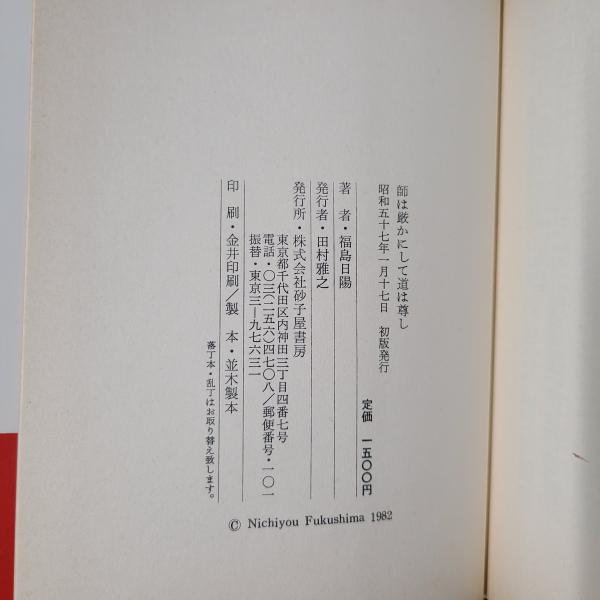 師は厳かにして道は尊し
昭和五十七年一月十七日　初版発行
定価　一五〇〇円
著　者・福島日陽
発行者・田村雅之
発行所・株式会社砂子屋書房
東京都千代田区内神田三丁目四番七号
電話・〇三(二五六)四七〇八/郵便番号・一〇一
振替・東京三―九七六三一
印　刷・金井印刷/製　本・並木製本
落丁本・乱丁はお取り替え致します。
© Nichiyou Fukushima 1982